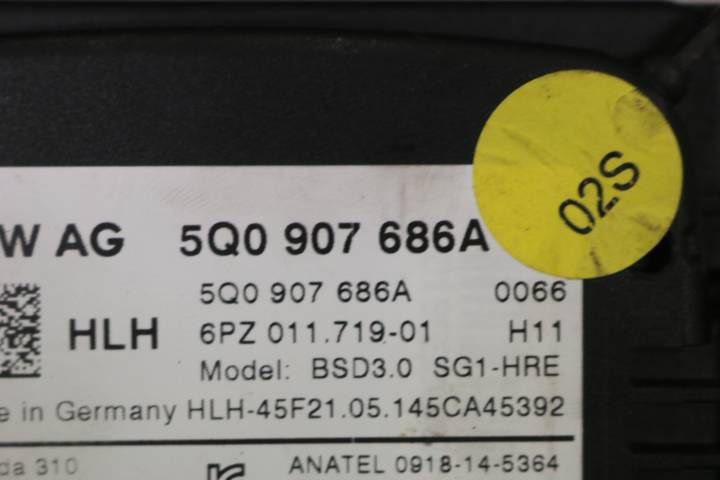 02S
W AG 5Q0 907 686A
5Q0 907 686A 0066
HLH 6PZ 011.719-01 H11
Model: BSD3.0 SG1-HRE
e in Germany HLH-45F21.05.145CA45392
da 310 ANATEL 0918-14-5364